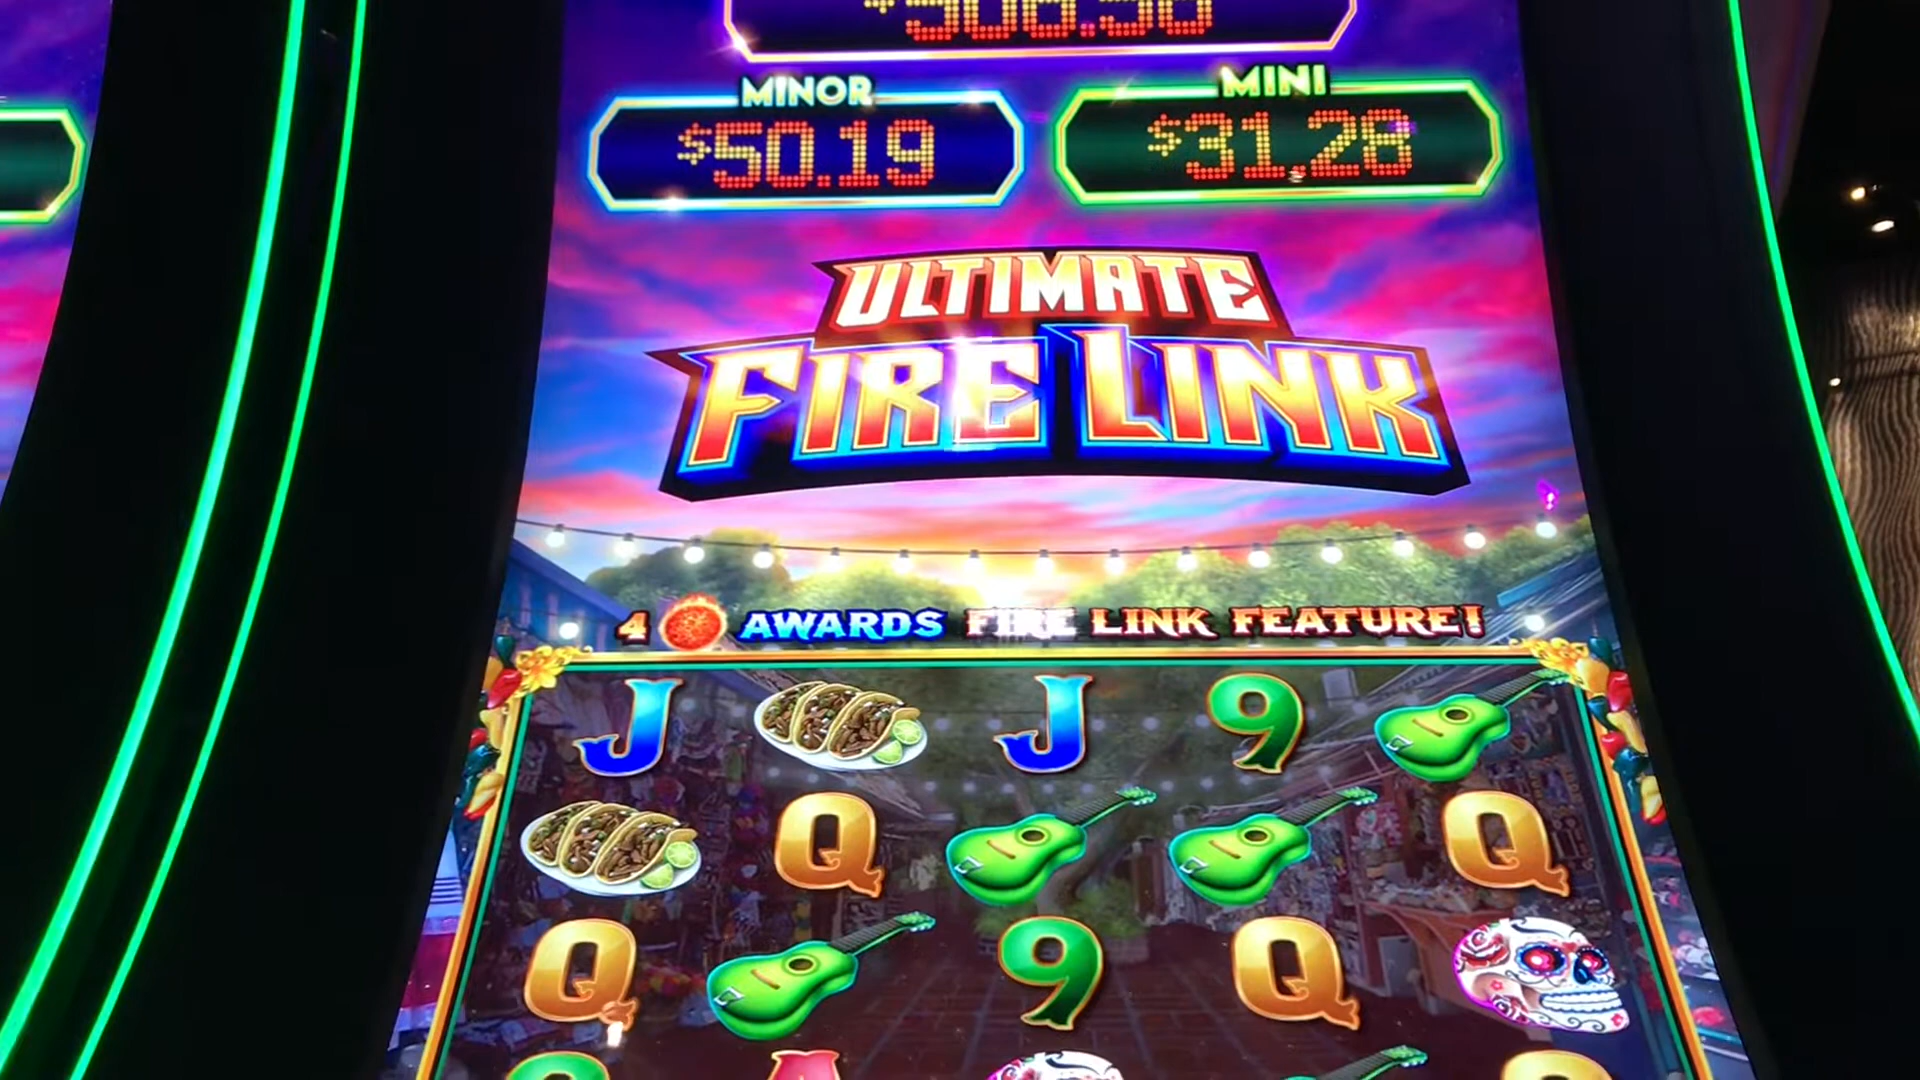 MINOR
MINI
$50.19
$31.28
ULTIMATE
FIRE LINK
4 AWARDS FIRE LINK FEATURE!
J J 9
Q Q
Q 9 Q